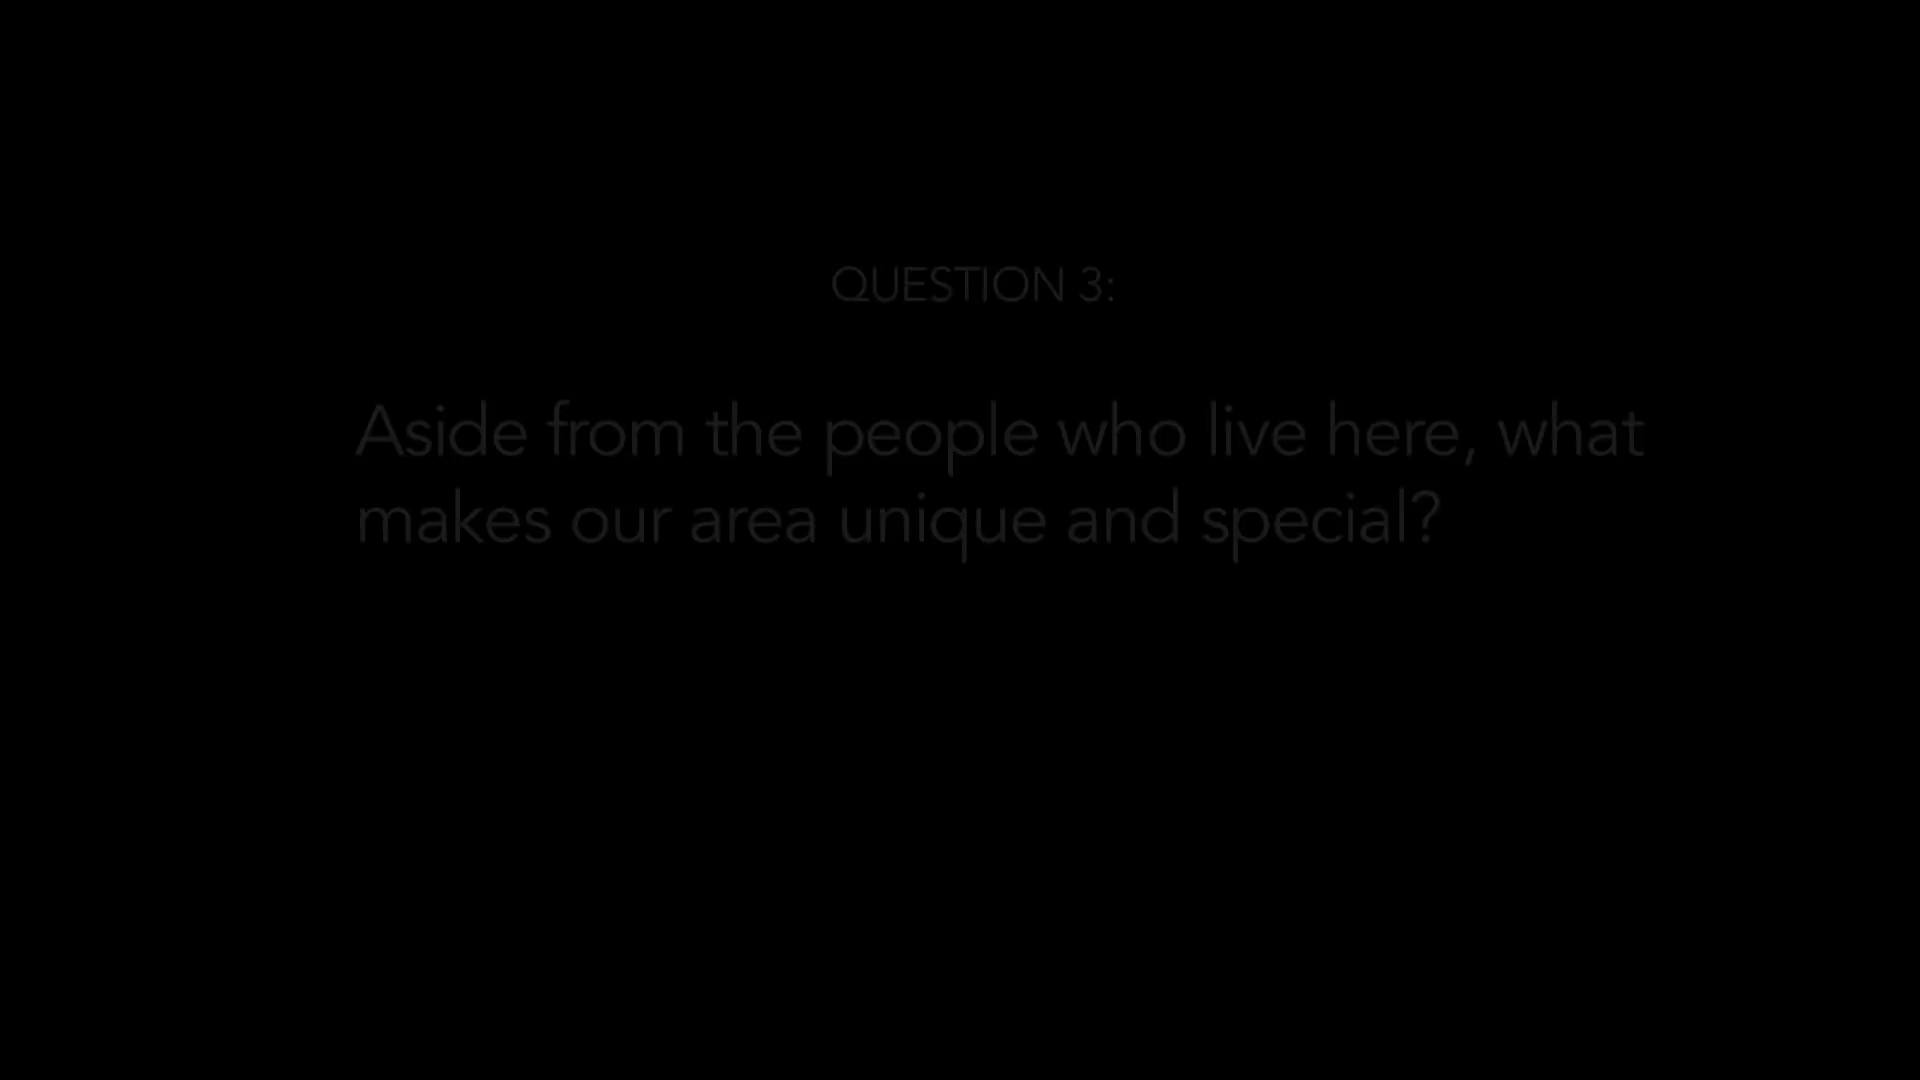 QUESTION 3:
Aside from the people who live here, what
makes our area unique and special?